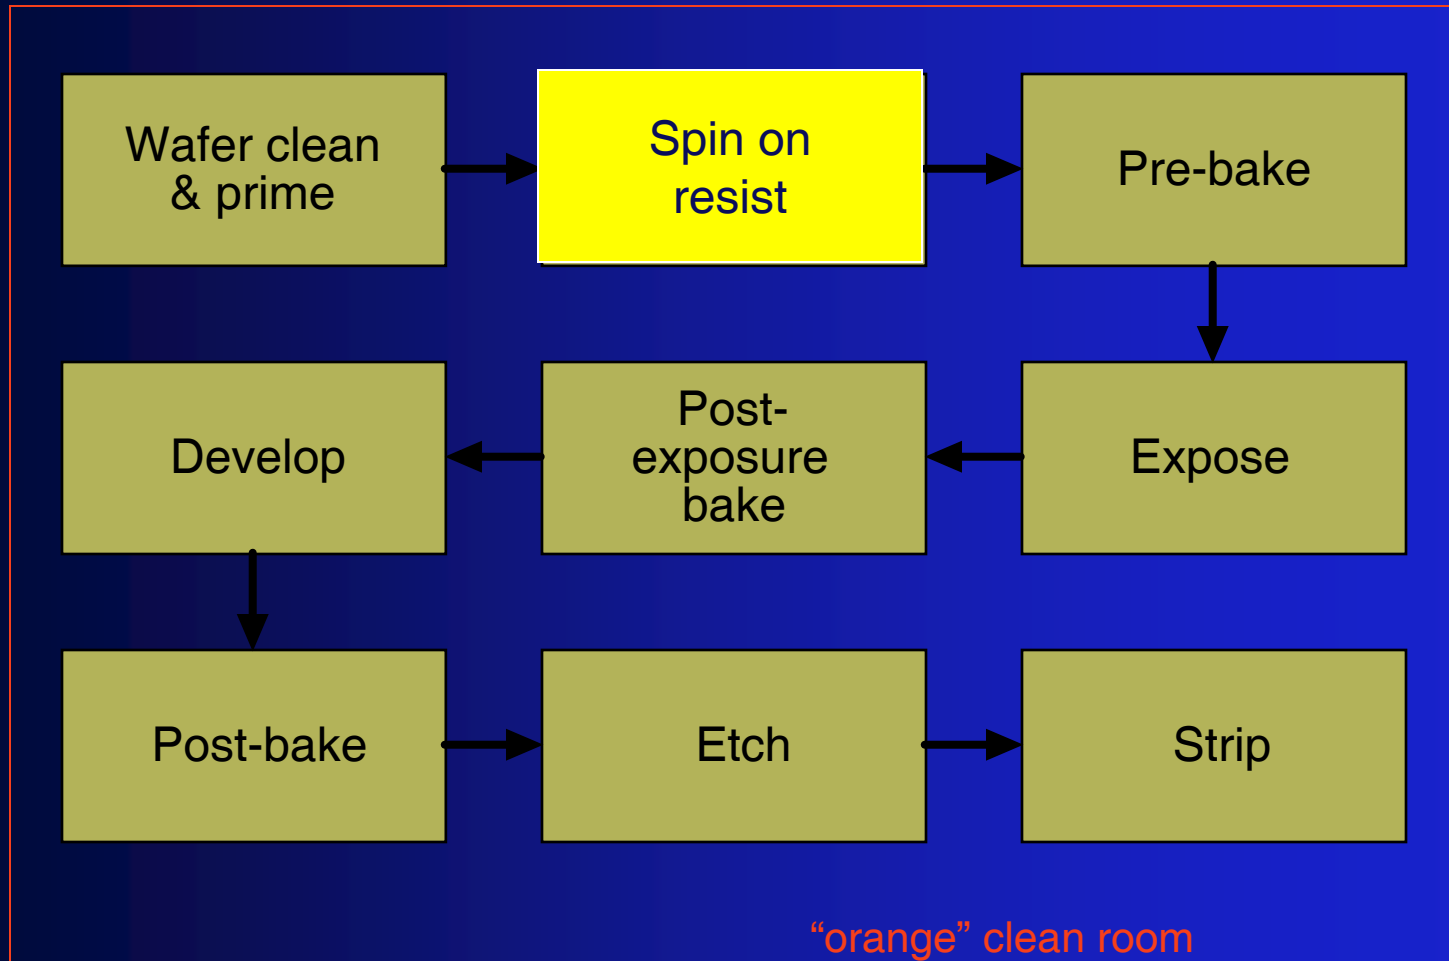 Wafer clean
& prime
Spin on
resist
Pre-bake
Develop
Post-
exposure
bake
Expose
Post-bake
Etch
Strip
“orange” clean room